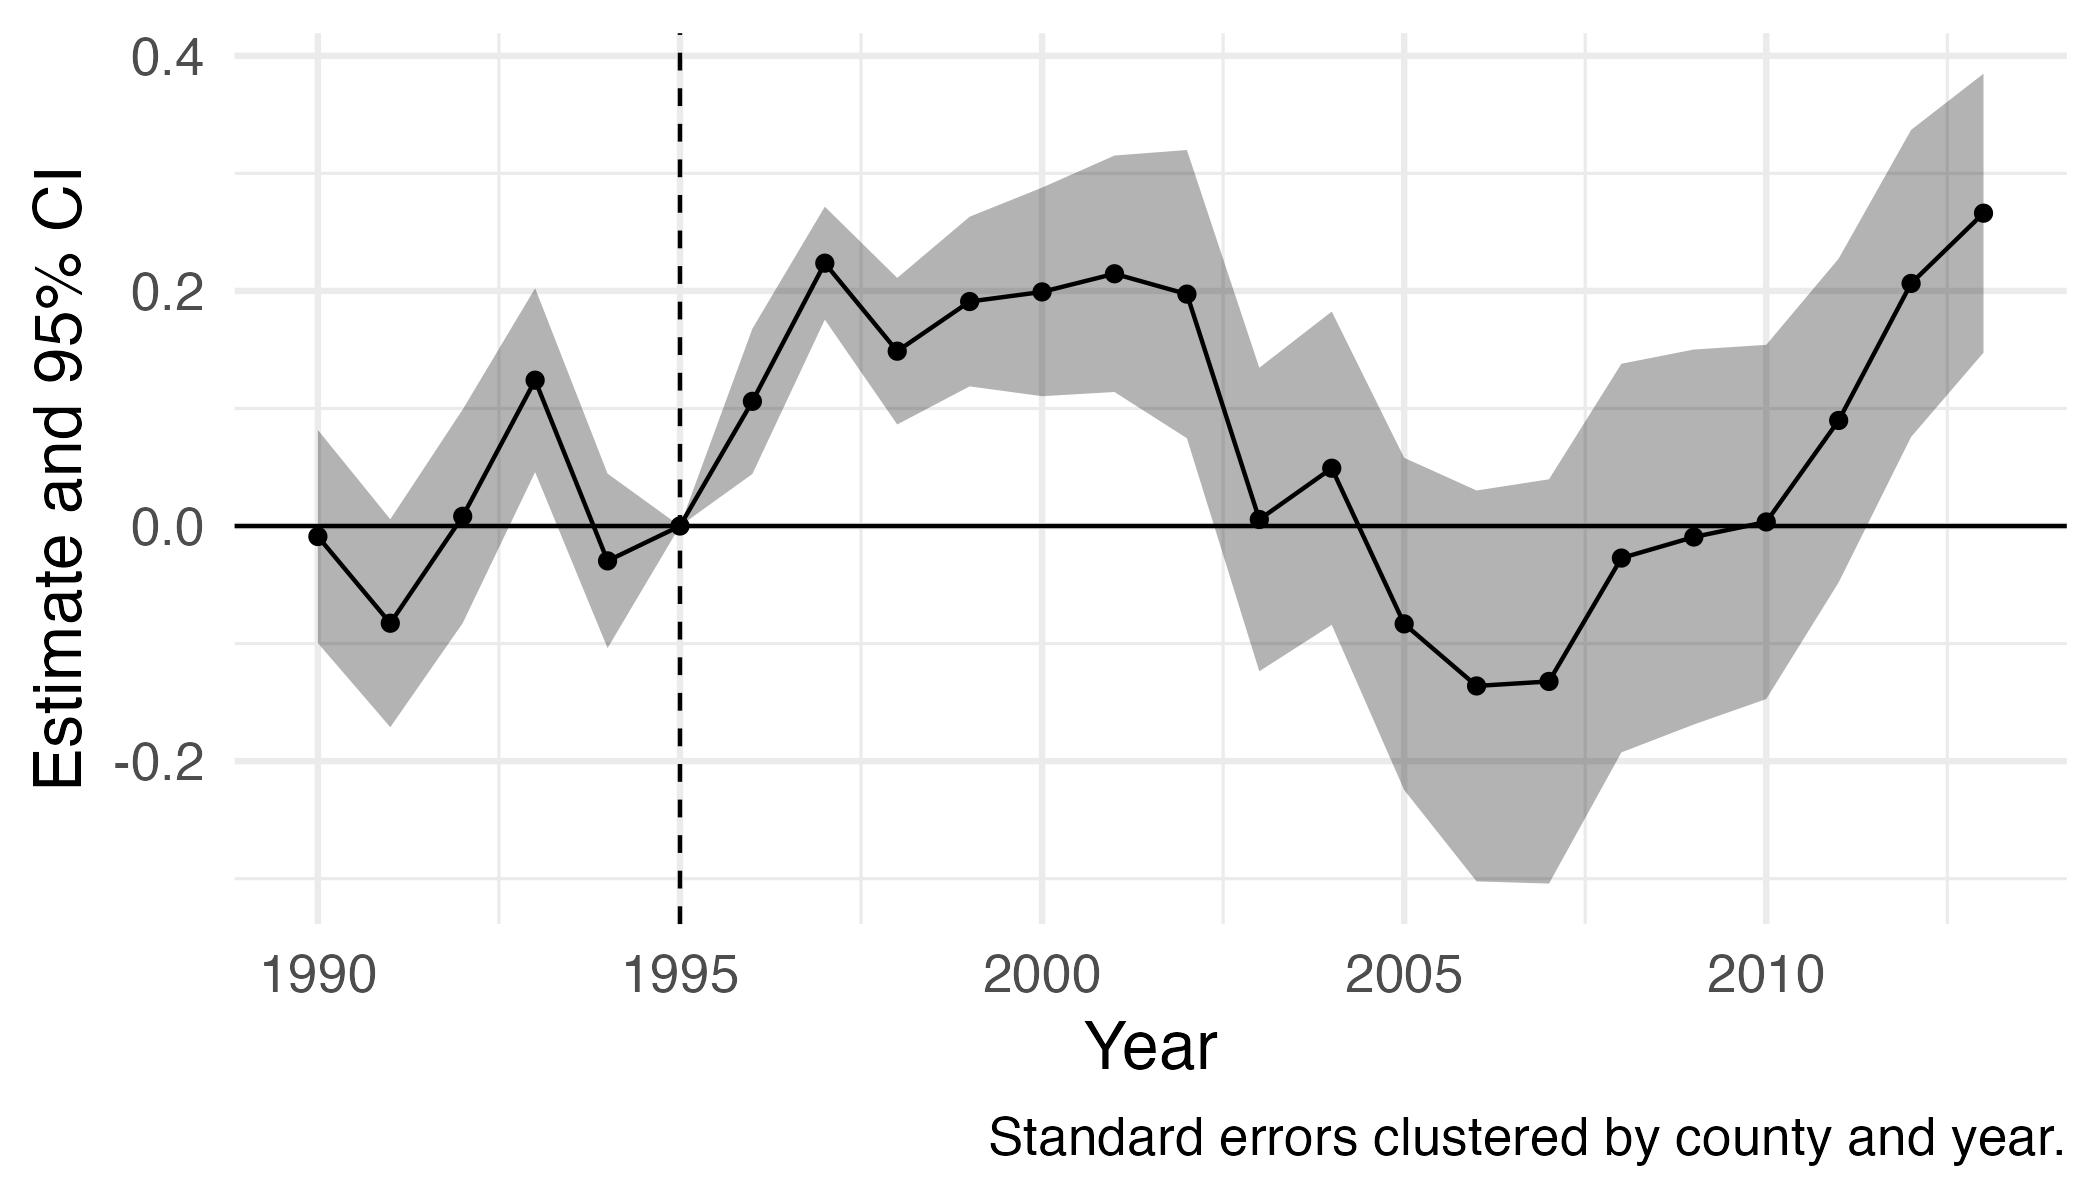 Estimate and 95% CI
0.4
0.2
0.0
-0.2
1990 1995 2000 2005 2010
Year
Standard errors clustered by county and year.